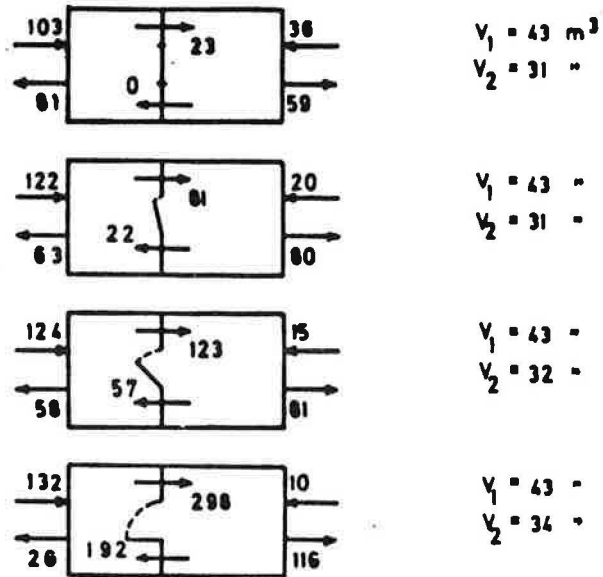 103 36 V₁ = 43 m³
23
0 V₂ = 31 "
81 59
122 20 V₁ = 43 "
81
22 V₂ = 31 "
63 80
124 15 V₁ = 43 "
123
57 V₂ = 32 "
58 81
132 10 V₁ = 43 "
298
192 V₂ = 34 "
26 116